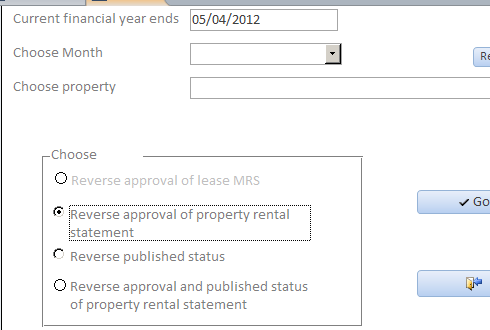 Current financial year ends 05/04/2012
Choose Month
Re
Choose property
Choose
Reverse approval of lease MRS
Reverse approval of property rental
statement
Go
Reverse published status
Reverse approval and published status
of property rental statement